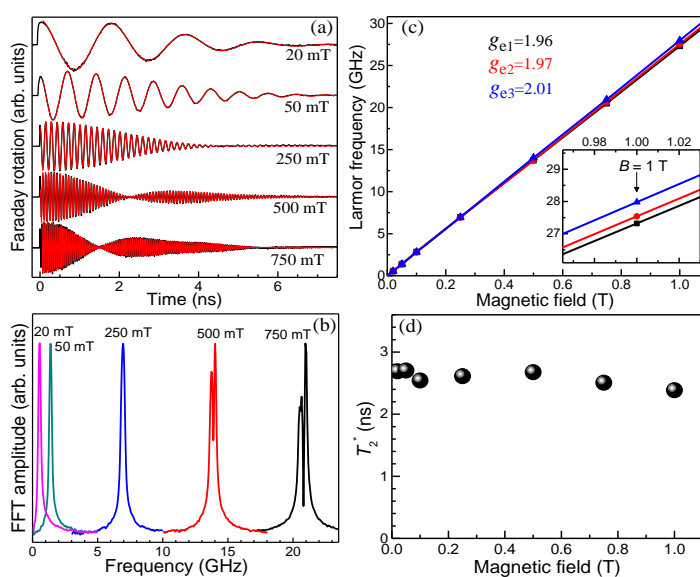 (a)
Faraday rotation (arb. units)
20 mT
50 mT
250 mT
500 mT
750 mT
0 2 4 6
Time (ns)
(c)
Larmor frequency (GHz)
30
25
20
15
10
5
0
ge1=1.96
ge2=1.97
ge3=2.01
0.98 1.00 1.02
B = 1 T
28
27
26
0.0 0.2 0.4 0.6 0.8 1.0
Magnetic field (T)
(b)
FFT amplitude (arb. units)
20 mT 250 mT 500 mT 750 mT
50 mT
0 5 10 15 20
Frequency (GHz)
(d)
T2* (ns)
3
2
1
0
0.0 0.2 0.4 0.6 0.8 1.0
Magnetic field (T)